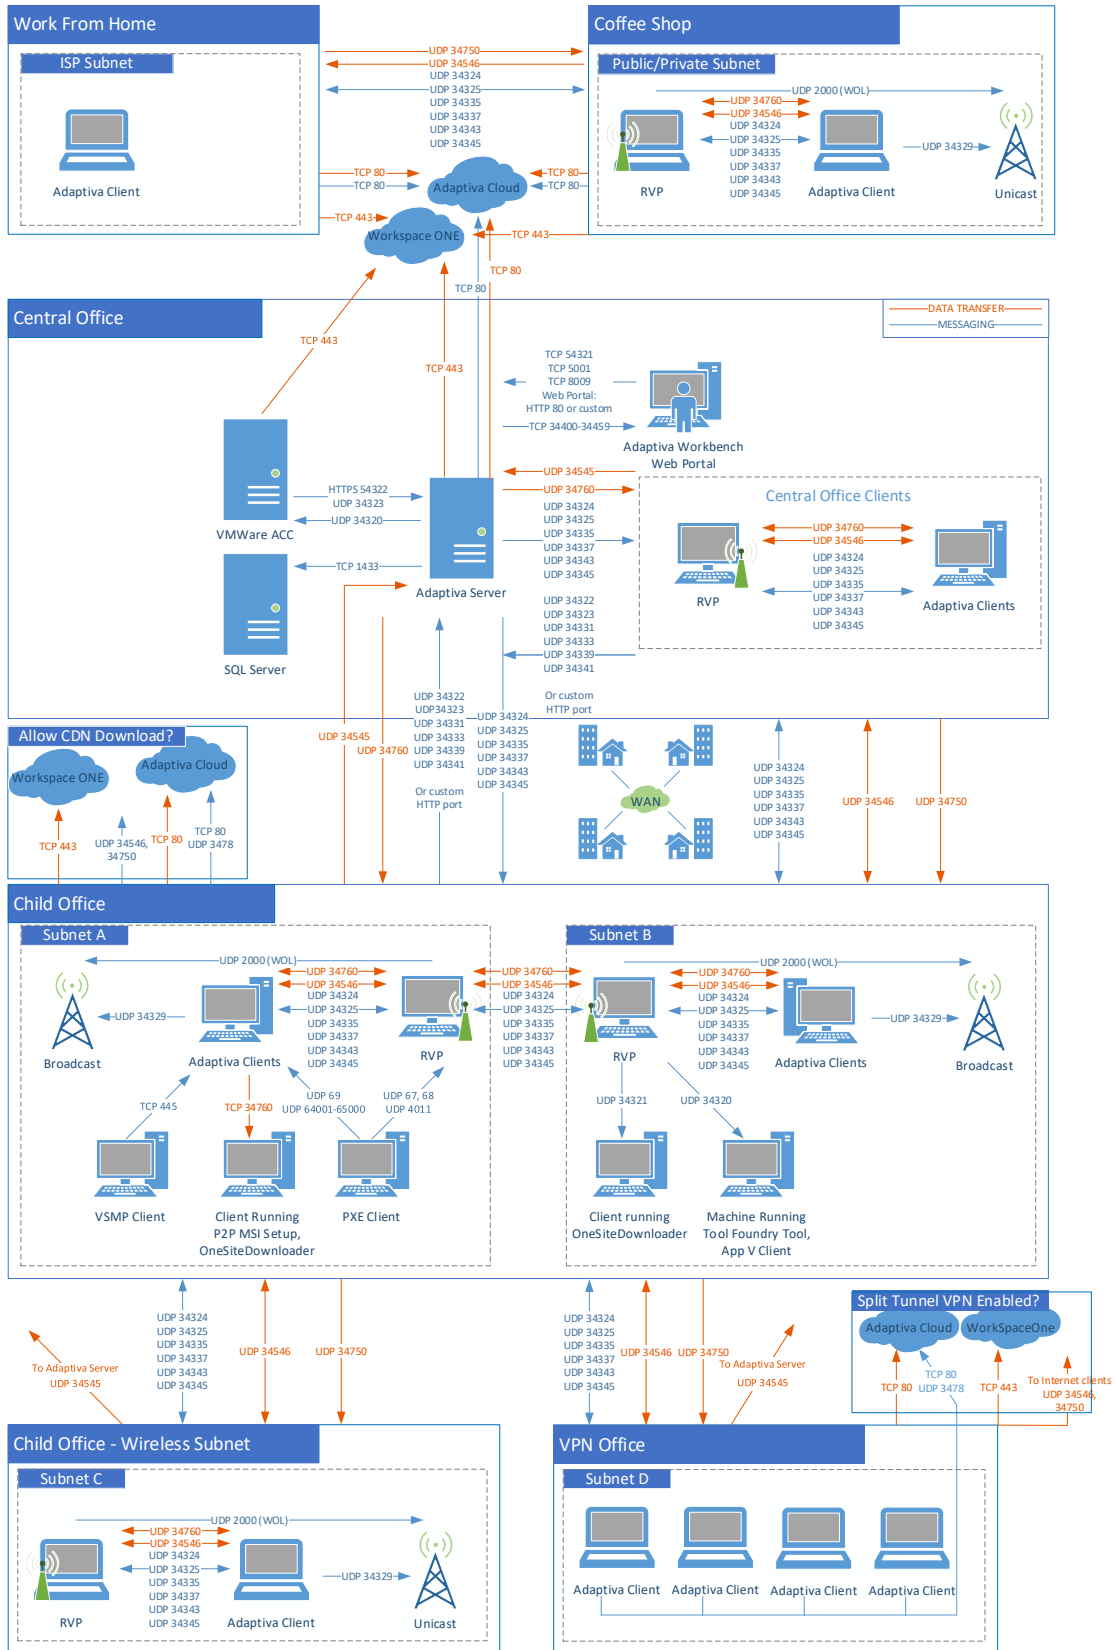 Work From Home
ISP Subnet
Adaptiva Client
UDP 34750
UDP 34546
UDP 34324
UDP 34325
UDP 34335
UDP 34337
UDP 34343
UDP 34345
Coffee Shop
Public/Private Subnet
UDP 2000 (WOL)
UDP 34760
UDP 34546
UDP 34324
UDP 34325
UDP 34335
UDP 34337
UDP 34343
UDP 34345
UDP 34329
RVP
Adaptiva Client
Unicast
TCP 80
TCP 80
Adaptiva Cloud
TCP 80
TCP 80
TCP 443
Workspace ONE
TCP 443
TCP 80
TCP 80
Central Office
DATA TRANSFER
MESSAGING
TCP 443
TCP 443
TCP 54321
TCP 5001
TCP 8009
Web Portal:
HTTP 80 or custom
TCP 34400-34459
Adaptiva Workbench
Web Portal
UDP 34545
UDP 34760
UDP 34324
UDP 34325
UDP 34335
UDP 34337
UDP 34343
UDP 34345
HTTPS 54322
UDP 34323
UDP 34320
VMWare ACC
TCP 1433
Adaptiva Server
SQL Server
Central Office Clients
UDP 34760
UDP 34546
UDP 34324
UDP 34325
UDP 34335
UDP 34337
UDP 34343
UDP 34345
RVP
Adaptiva Clients
UDP 34322
UDP 34323
UDP 34331
UDP 34333
UDP 34339
UDP 34341
Or custom
HTTP port
UDP 34322
UDP34323
UDP 34331
UDP 34333
UDP 34339
UDP 34341
Or custom
HTTP port
UDP 34324
UDP 34325
UDP 34335
UDP 34337
UDP 34343
UDP 34345
UDP 34545
UDP 34760
Allow CDN Download?
Workspace ONE
Adaptiva Cloud
TCP 443
UDP 34546,
34750
TCP 80
TCP 80
UDP 3478
WAN
UDP 34324
UDP 34325
UDP 34335
UDP 34337
UDP 34343
UDP 34345
UDP 34546
UDP 34750
Child Office
Subnet A
UDP 2000 (WOL)
UDP 34760
UDP 34546
UDP 34324
UDP 34325
UDP 34335
UDP 34337
UDP 34343
UDP 34345
UDP 34329
Broadcast
Adaptiva Clients
RVP
UDP 34760
UDP 34546
UDP 34324
UDP 34325
UDP 34335
UDP 34337
UDP 34343
UDP 34345
TCP 445
TCP 34760
UDP 69
UDP 64001-65000
UDP 67, 68
UDP 4011
VSMP Client
Client Running
P2P MSI Setup,
OneSiteDownloader
PXE Client
Subnet B
UDP 2000 (WOL)
UDP 34760
UDP 34546
UDP 34324
UDP 34325
UDP 34335
UDP 34337
UDP 34343
UDP 34345
UDP 34329
RVP
Adaptiva Clients
Broadcast
UDP 34321
UDP 34320
Client running
OneSiteDownloader
Machine Running
Tool Foundry Tool,
App V Client
To Adaptiva Server
UDP 34545
UDP 34324
UDP 34325
UDP 34335
UDP 34337
UDP 34343
UDP 34345
UDP 34546
UDP 34750
UDP 34324
UDP 34325
UDP 34335
UDP 34337
UDP 34343
UDP 34345
UDP 34546
UDP 34750
To Adaptiva Server
UDP 34545
Split Tunnel VPN Enabled?
Adaptiva Cloud
WorkSpaceOne
TCP 80
TCP 80
UDP 3478
TCP 443
To Internet clients
UDP 34546,
34750
Child Office - Wireless Subnet
Subnet C
UDP 2000 (WOL)
UDP 34760
UDP 34546
UDP 34324
UDP 34325
UDP 34335
UDP 34337
UDP 34343
UDP 34345
UDP 34329
RVP
Adaptiva Client
Unicast
VPN Office
Subnet D
Adaptiva Client
Adaptiva Client
Adaptiva Client
Adaptiva Client